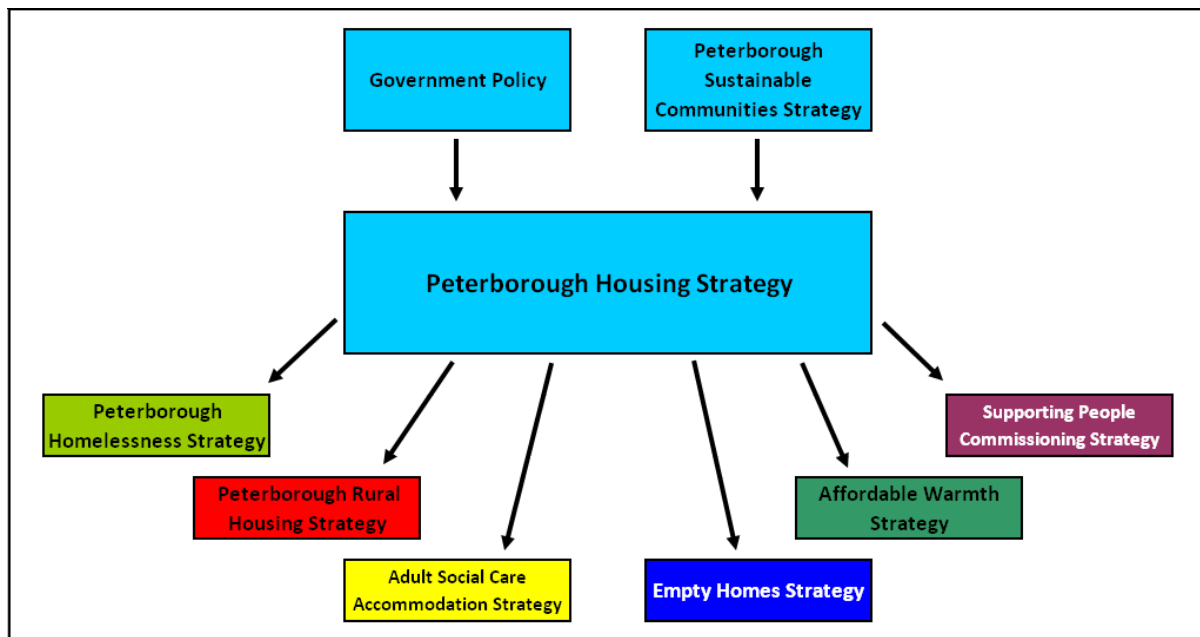 Government Policy
Peterborough
Sustainable
Communities Strategy
Peterborough Housing Strategy
Peterborough
Homelessness Strategy
Supporting People
Commissioning Strategy
Peterborough Rural
Housing Strategy
Affordable Warmth
Strategy
Adult Social Care
Accommodation Strategy
Empty Homes Strategy